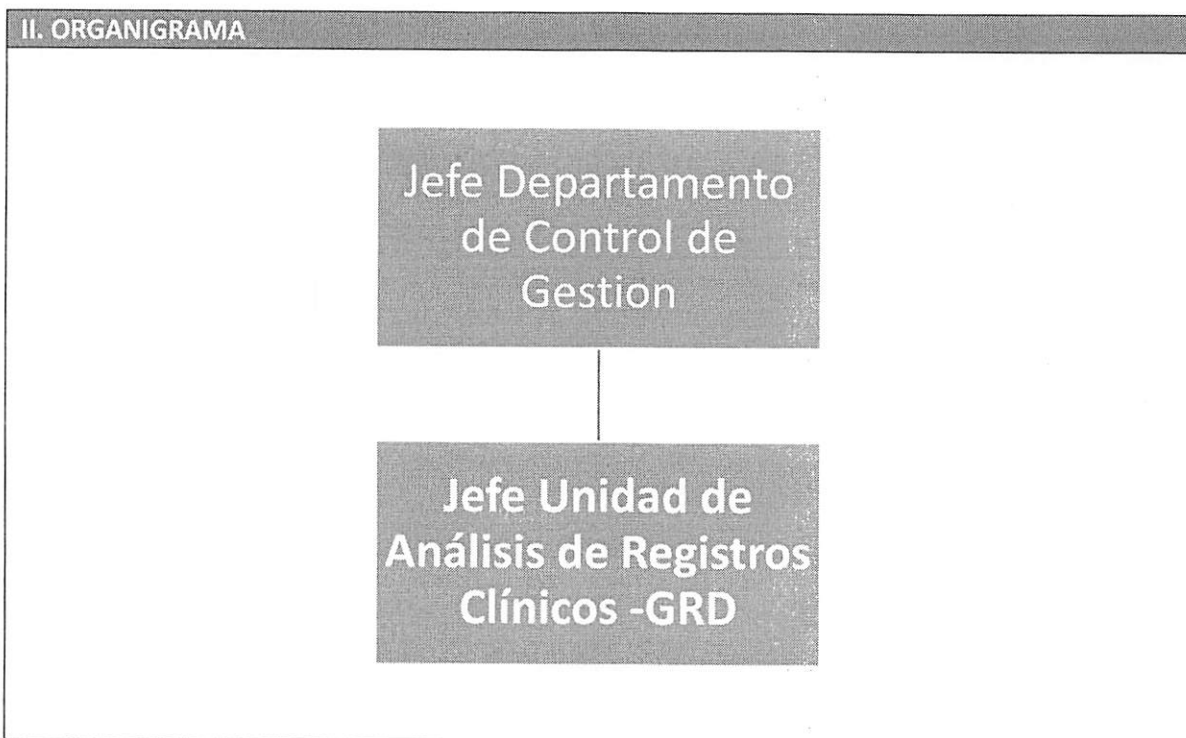 II. ORGANIGRAMA
Jefe Departamento
de Control de
Gestion
Jefe Unidad de
Análisis de Registros
Clínicos -GRD